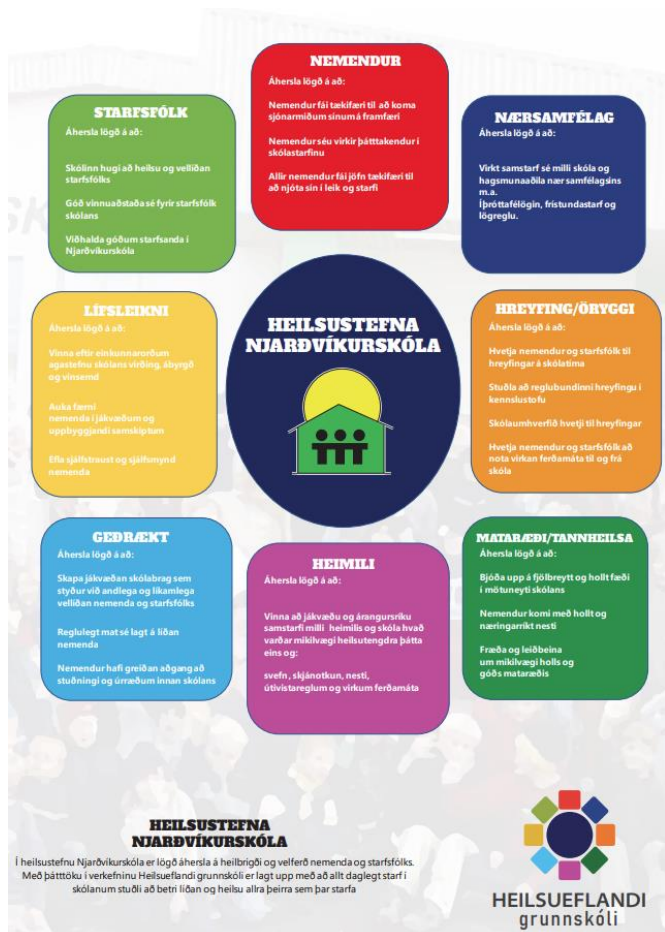 NEMENDUR
Áhersla lögð á að:
Nemendur fái tækifæri til að koma
sjónarmiðum sínum á framfæri
Nemendur séu virkir þátttakendur í
skólastarfinu
Allir nemendur fái jöfn tækifæri til
að njóta sín í leik og starfi
STARFSFÓLK
Áhersla lögð á að:
Skólinn hugi að heilsu og vellíðan
starfsfólks
Góð vinnuaðstaða sé fyrir starfsfólk
skólans
Viðhalda góðum starfsanda í
Njarðvíkurskóla
NÆRSAMFÉLAG
Áhersla lögð á að:
Virkt samstarf sé milli skóla og
hagsmunaaðila nær samfélagsins
m.a.
Íþróttafélögin, frístundastarf og
lögreglu.
LÍFSLEIKNI
Áhersla lögð á að:
Vinna eftir einkunnarorðum
agastefnu skólans virðing, ábyrgð
og vinsemd
Auka færni
nemenda í jákvæðum og
uppbyggjandi samskiptum
Efla sjálfstraust og sjálfsmynd
nemenda
HEILSUSTEFNA
NJARÐVÍKURSKÓLA
HREYFING/ÖRYGGI
Áhersla lögð á að:
Hvetja nemendur og starfsfólk til
hreyfingar á skólatíma
Stuðla að reglubundinni hreyfingu í
kennslustofu
Skólaumhverfið hvetji til hreyfingar
Hvetja nemendur og starfsfólk að
nota virkan ferðamáta til og frá
skóla
GEÐRÆKT
Áhersla lögð á að:
Skapa jákvæðan skólabrag sem
styður við andlega og líkamlega
vellíðan nemenda og starfsfólks
Reglulegt mat sé lagt á líðan
nemenda
Nemendur hafi greiðan aðgang að
stuðningi og úrræðum innan skólans
HEIMILI
Áhersla lögð á að:
Vinna að jákvæðu og árangursríku
samstarfi milli heimilis og skóla hvað
varðar mikilvægi heilsutengdra þátta
eins og:
svefn, skjánotkun, nesti,
útivistareglum og virkum ferðamáta
MATARÆÐI/TANNHEILSA
Áhersla lögð á að:
Bjóða upp á fjölbreytt og hollt fæði
í mötuneyti skólans
Nemendur komi með hollt og
næringarríkt nesti
Fræða og leiðbeina
um mikilvægi holls og
góðs mataræðis
HEILSUSTEFNA
NJARÐVÍKURSKÓLA
Í heilsustefnu Njarðvíkurskóla er lögð áhersla á heilbrigði og velferð nemenda og starfsfólks.
Með þátttöku í verkefninu Heilsueflandi grunnskóli er lagt upp með að allt daglegt starf í
skólanum stuðli að betri líðan og heilsu allra þeirra sem þar starfa
HEILSUEFLANDI
grunnskóli